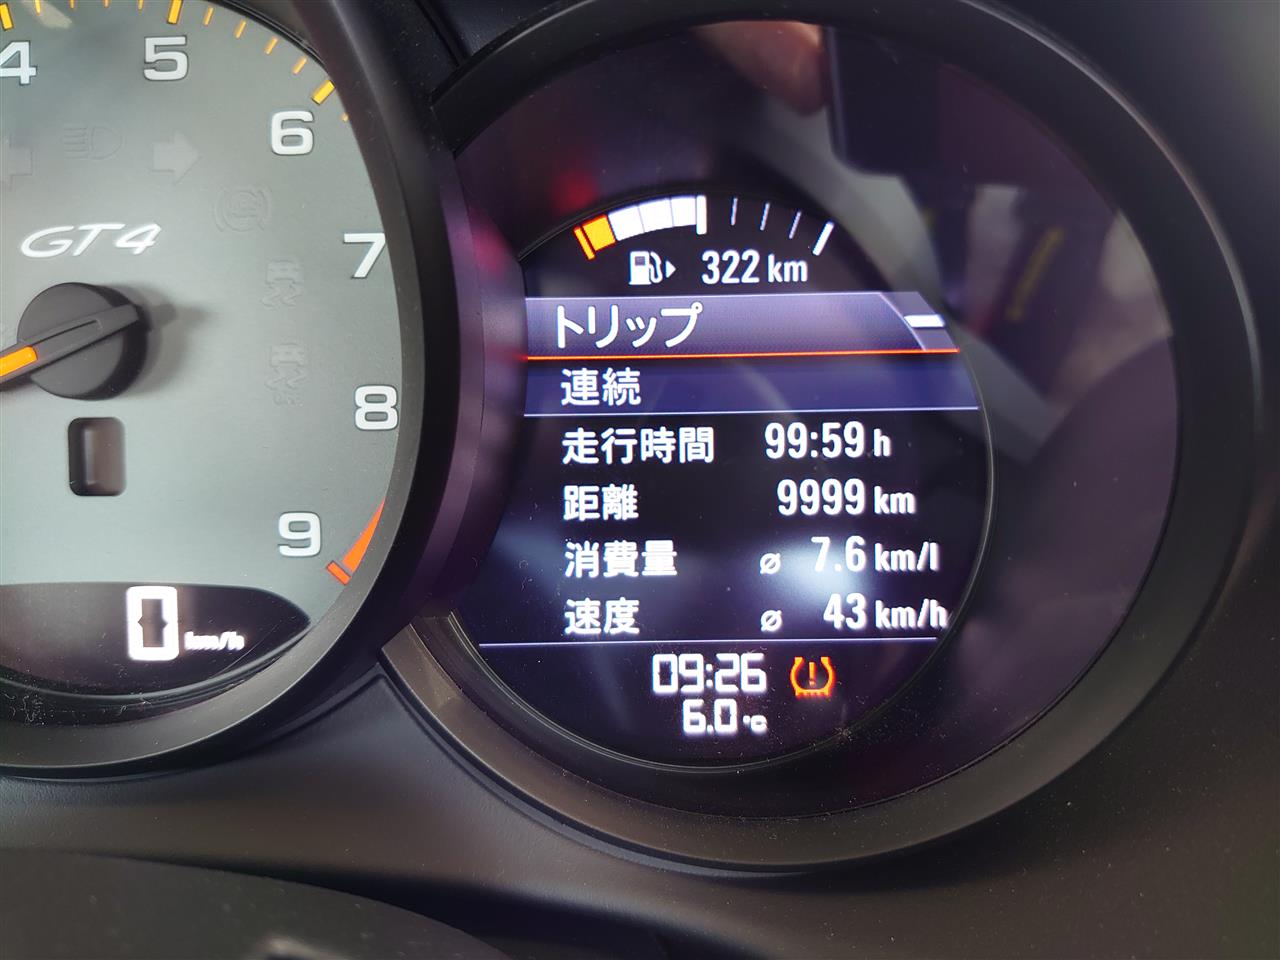 4
5
6
7
8
9
GT4
0 km/h
322 km
トリップ
連続
走行時間 99:59 h
距離 9999 km
消費量 ⌀ 7.6 km/l
速度 ⌀ 43 km/h
09:26
6.0 °C